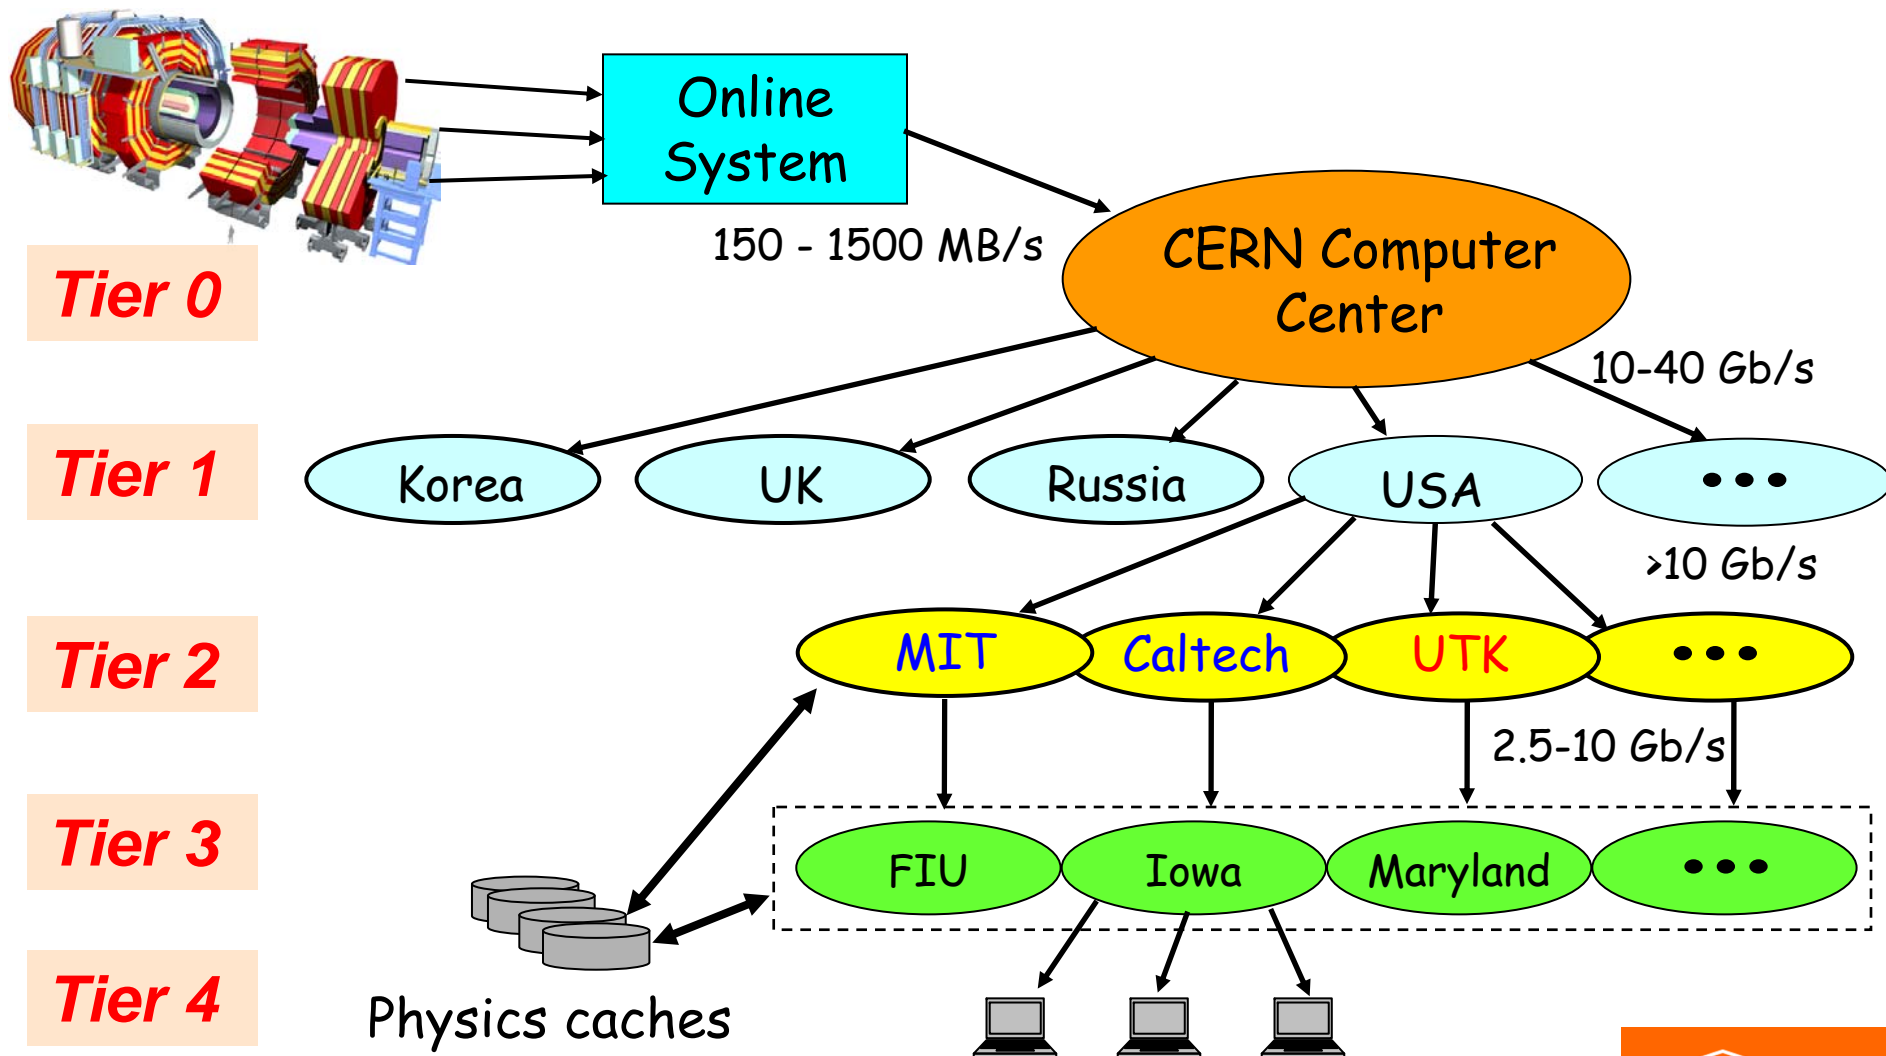 Online
System
150 - 1500 MB/s
CERN Computer
Center
Tier 0
10-40 Gb/s
Tier 1
Korea
UK
Russia
USA
•••
>10 Gb/s
Tier 2
MIT
Caltech
UTK
•••
2.5-10 Gb/s
Tier 3
FIU
Iowa
Maryland
•••
Tier 4
Physics caches